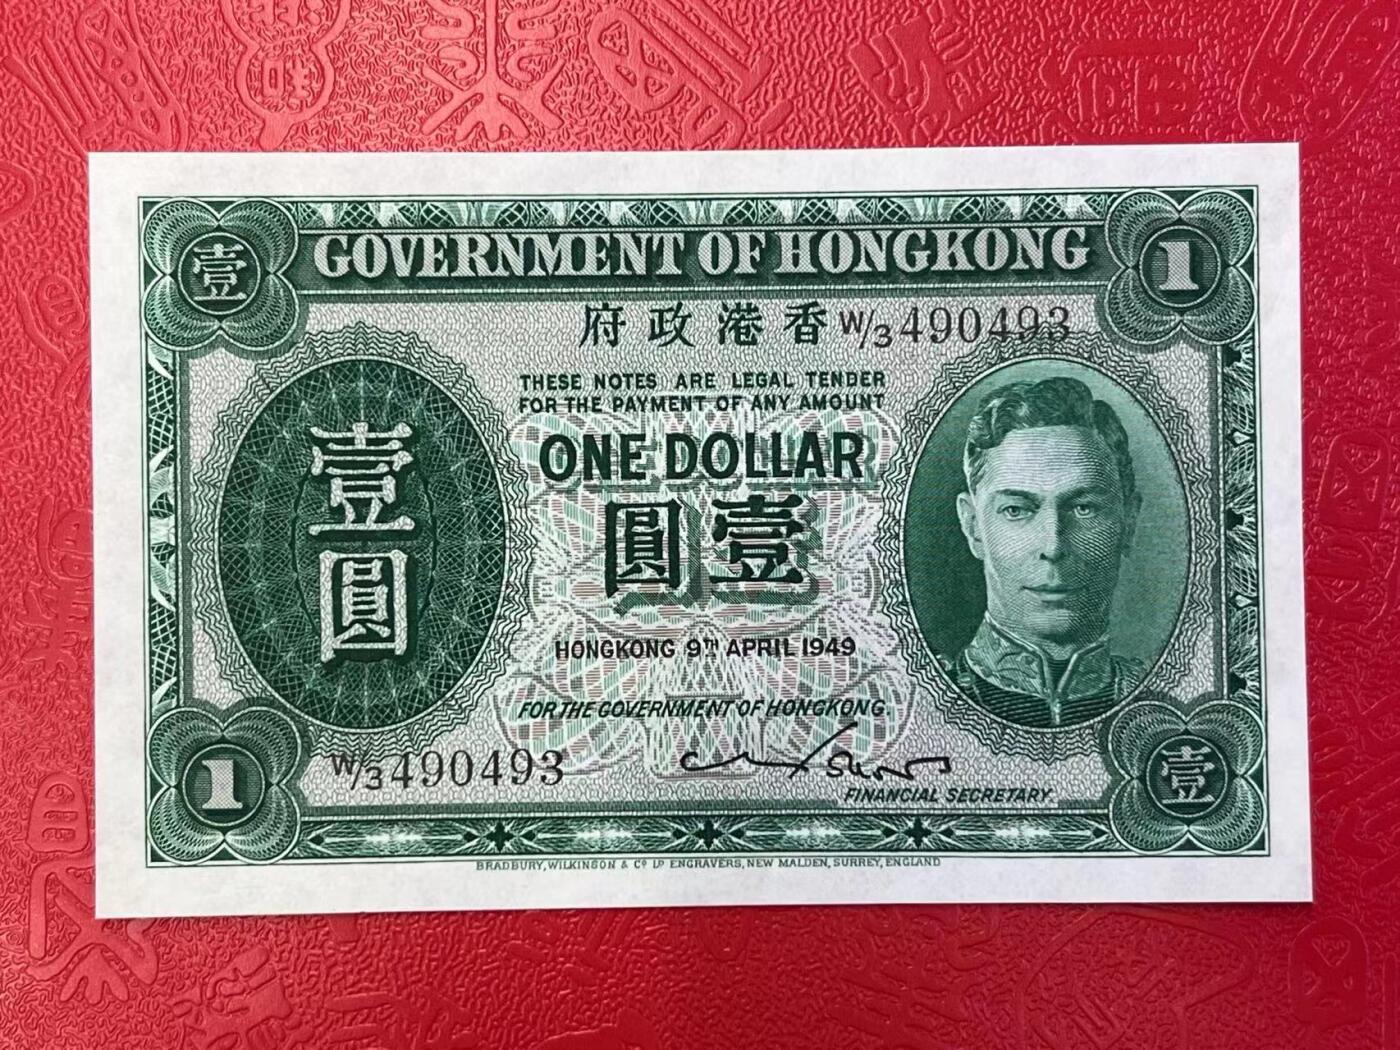 壹
GOVERNMENT OF HONGKONG
1
府政港香
W/3 490493
THESE NOTES ARE LEGAL TENDER
FOR THE PAYMENT OF ANY AMOUNT
ONE DOLLAR
圓壹
壹
圓
HONGKONG 9TH APRIL 1949
FOR THE GOVERNMENT OF HONGKONG
W/3 490493
FINANCIAL SECRETARY
1
壹
BRADBURY, WILKINSON & Co LD ENGRAVERS, NEW MALDEN, SURREY, ENGLAND